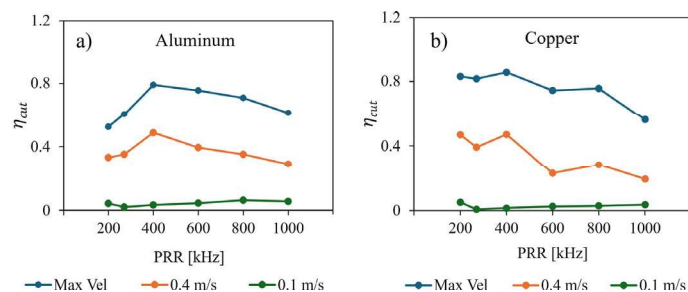 a) Aluminum
1.2
0.8
0.4
0
η_cut
200 400 600 800 1000
PRR [kHz]
Max Vel 0.4 m/s 0.1 m/s
b) Copper
1.2
0.8
0.4
0
η_cut
200 400 600 800 1000
PRR [kHz]
Max Vel 0.4 m/s 0.1 m/s